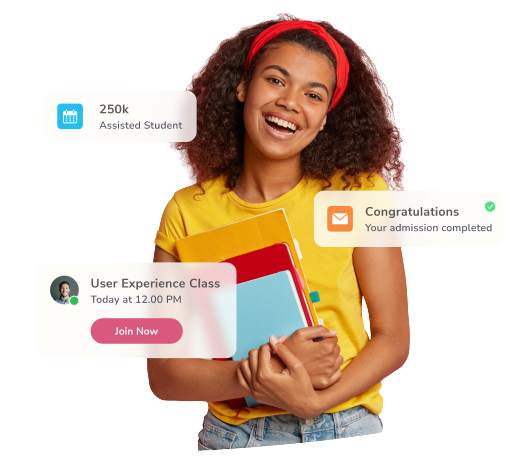 250k
Assisted Student
Congratulations
Your admission completed
User Experience Class
Today at 12.00 PM
Join Now